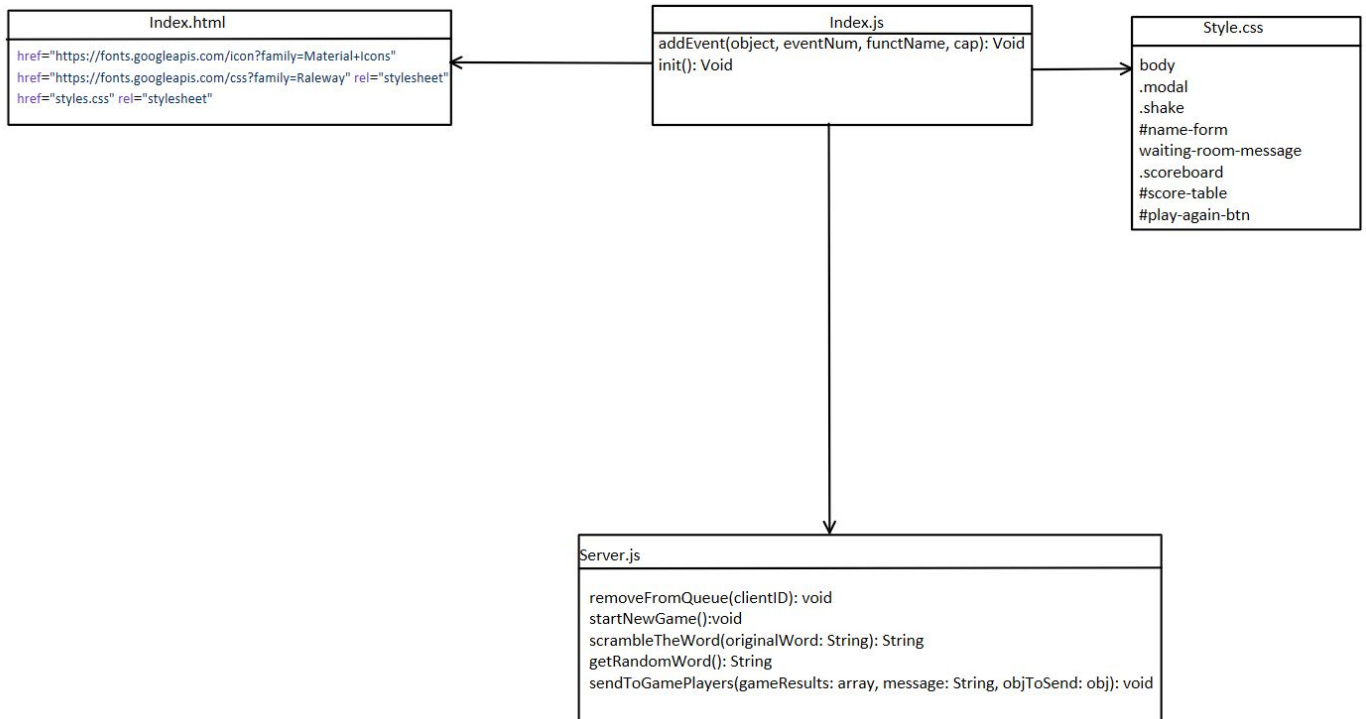 Index.html
href="https://fonts.googleapis.com/icon?family=Material+Icons"
href="https://fonts.googleapis.com/css?family=Raleway" rel="stylesheet"
href="styles.css" rel="stylesheet"
Index.js
addEvent(object, eventNum, functName, cap): Void
init(): Void
Style.css
body
.modal
.shake
#name-form
waiting-room-message
.scoreboard
#score-table
#play-again-btn
Server.js
removeFromQueue(clientID): void
startNewGame():void
scrambleTheWord(originalWord: String): String
getRandomWord(): String
sendToGamePlayers(gameResults: array, message: String, objToSend: obj): void